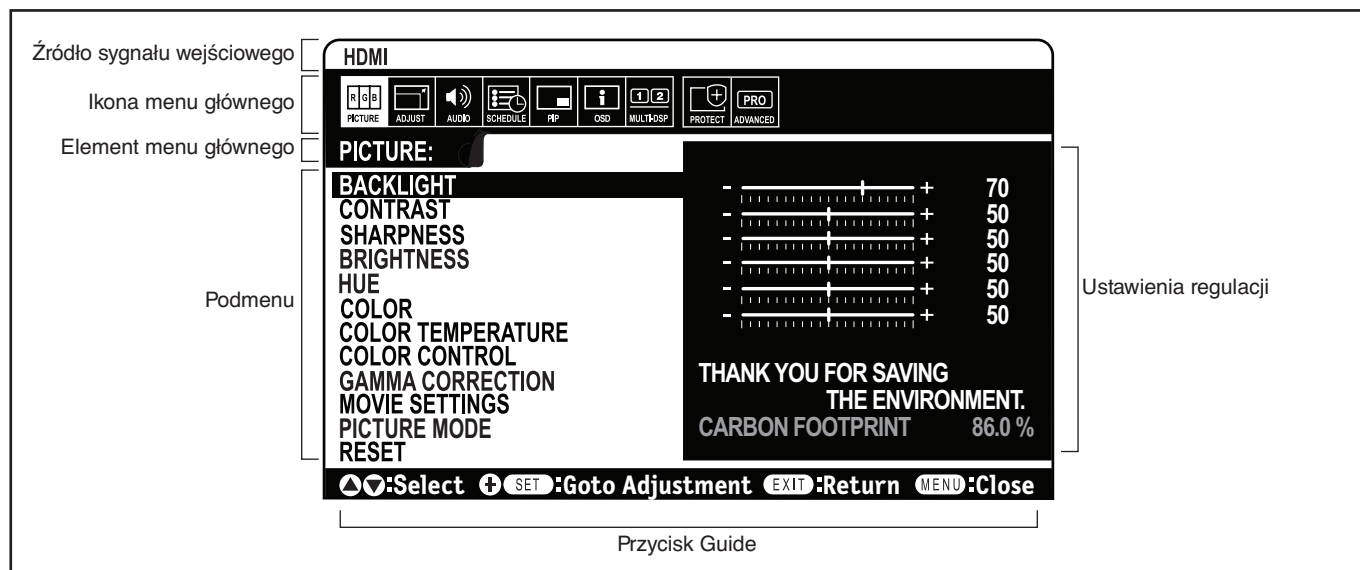 Źródło sygnału wejściowego
HDMI
Ikona menu głównego
R G B
PICTURE
ADJUST
AUDIO
SCHEDULE
PIP
i
OSD
1 2
MULTI-DSP
PROTECT
PRO
ADVANCED
Element menu głównego
PICTURE:
Podmenu
BACKLIGHT
CONTRAST
SHARPNESS
BRIGHTNESS
HUE
COLOR
COLOR TEMPERATURE
COLOR CONTROL
GAMMA CORRECTION
MOVIE SETTINGS
PICTURE MODE
RESET
- + 70
- + 50
- + 50
- + 50
- + 50
- + 50
THANK YOU FOR SAVING
THE ENVIRONMENT.
CARBON FOOTPRINT 86.0 %
Ustawienia regulacji
:Select + SET :Goto Adjustment EXIT :Return MENU :Close
Przycisk Guide